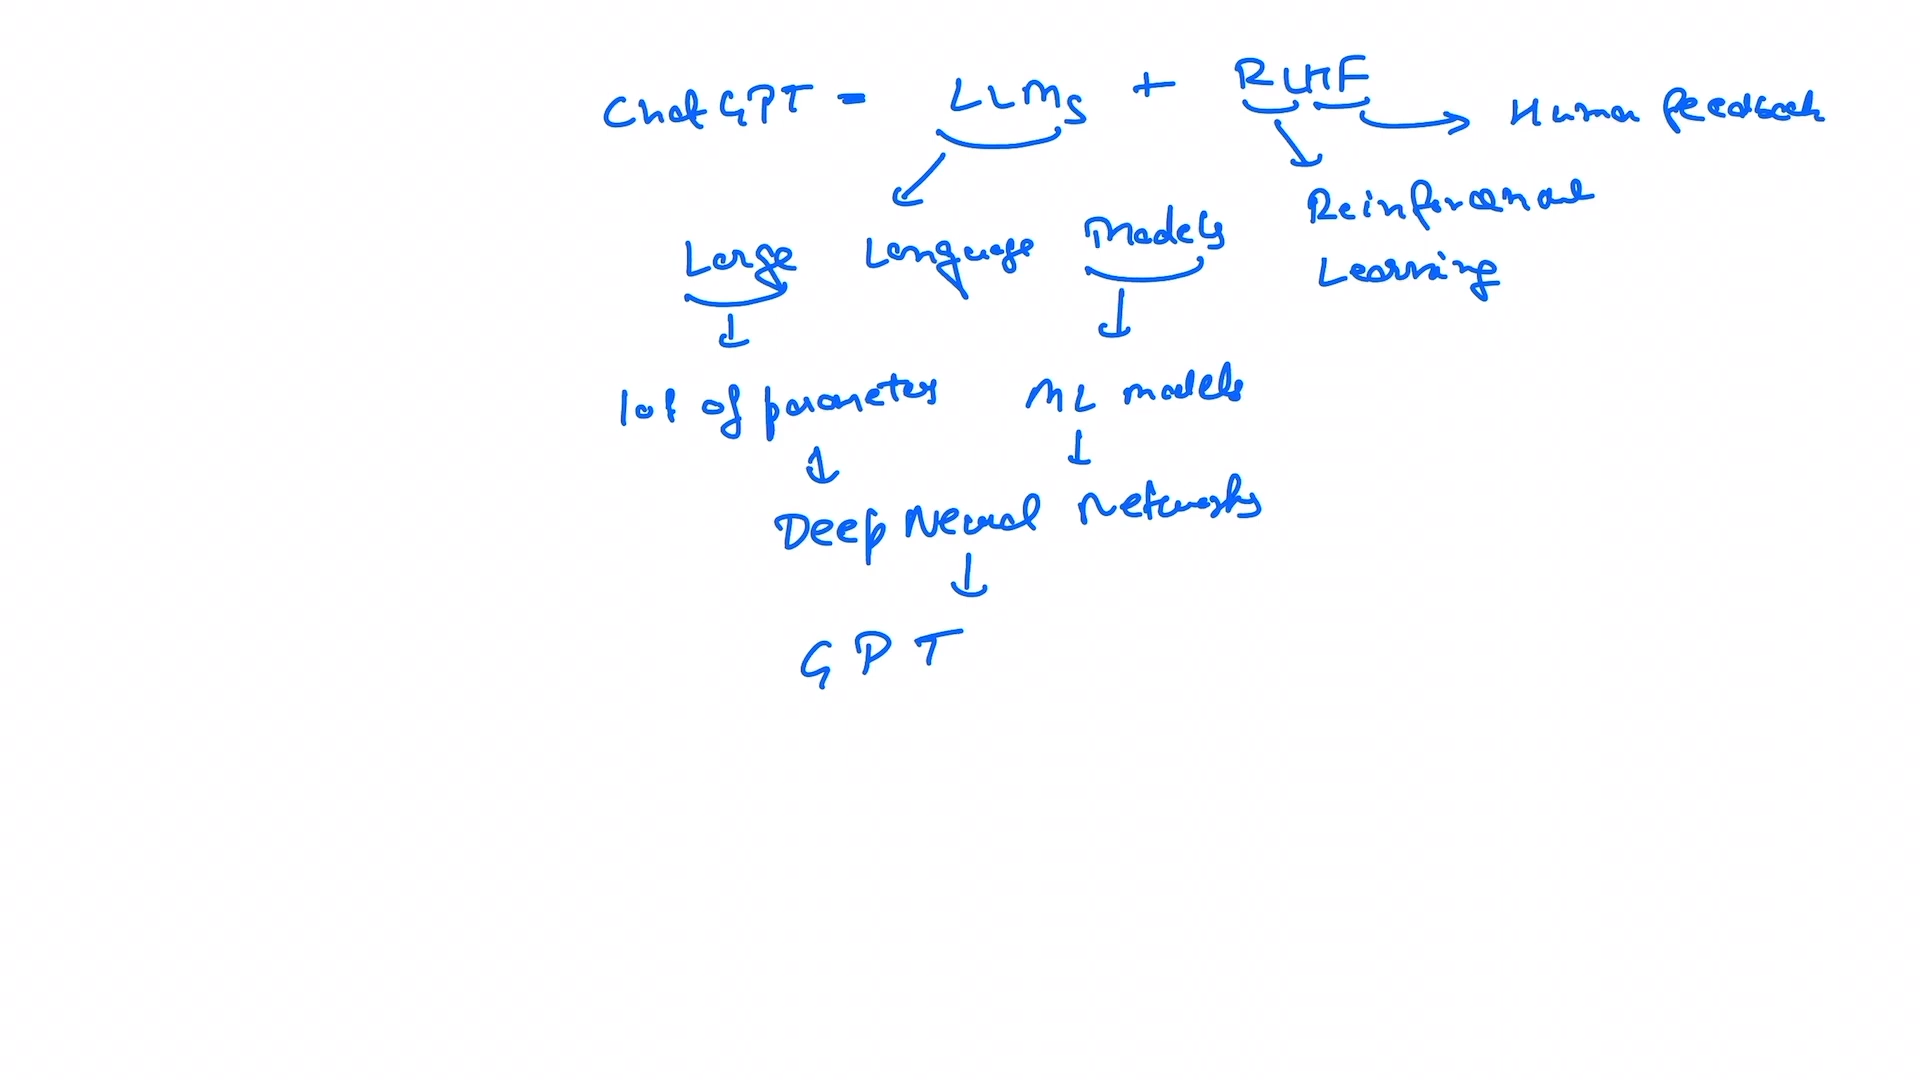 ChatGPT = LLMs + RLHF
Human feedback
Large Language Models
Reinforcement
Learning
lot of parameters ML models
Deep Neural Networks
GPT